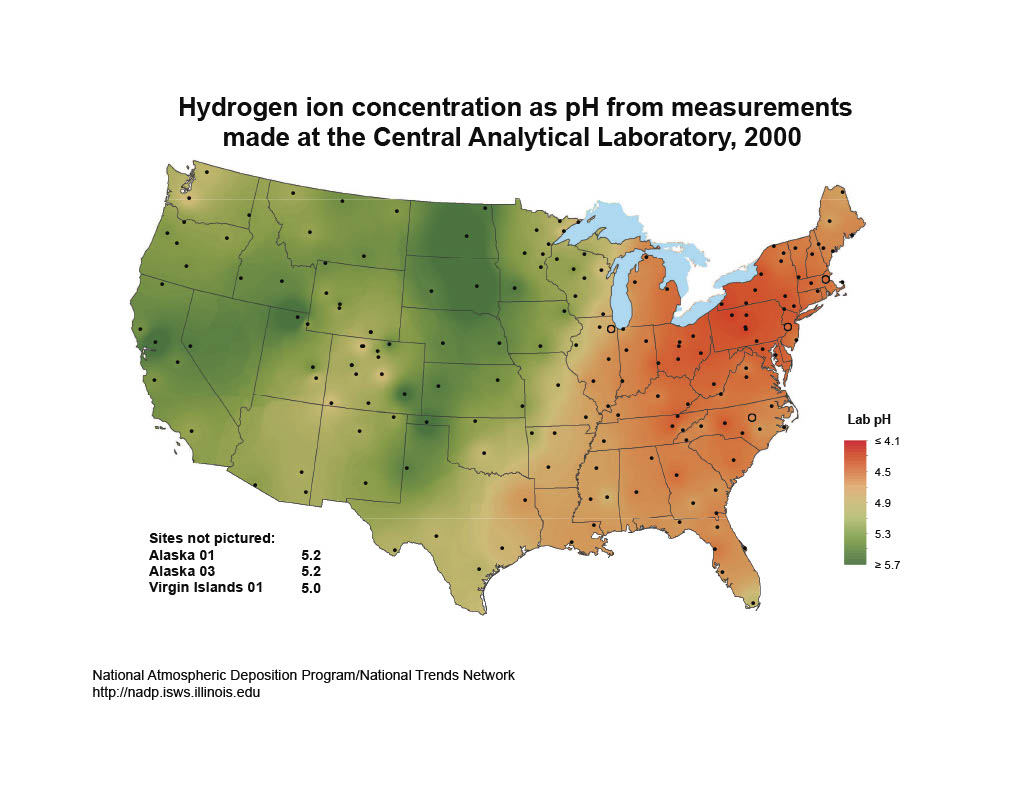 Hydrogen ion concentration as pH from measurements
made at the Central Analytical Laboratory, 2000
Lab pH
≤ 4.1
4.5
4.9
5.3
≥ 5.7
Sites not pictured:
Alaska 01 5.2
Alaska 03 5.2
Virgin Islands 01 5.0
National Atmospheric Deposition Program/National Trends Network
http://nadp.isws.illinois.edu